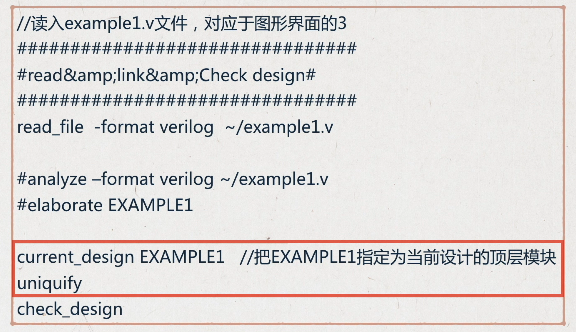 //读入example1.v文件，对应于图形界面的3
################################
#read&amp;link&amp;Check design#
################################
read_file  -format verilog  ~/example1.v
#analyze –format verilog ~/example1.v
#elaborate EXAMPLE1
current_design EXAMPLE1   //把EXAMPLE1指定为当前设计的顶层模块
uniquify
check_design